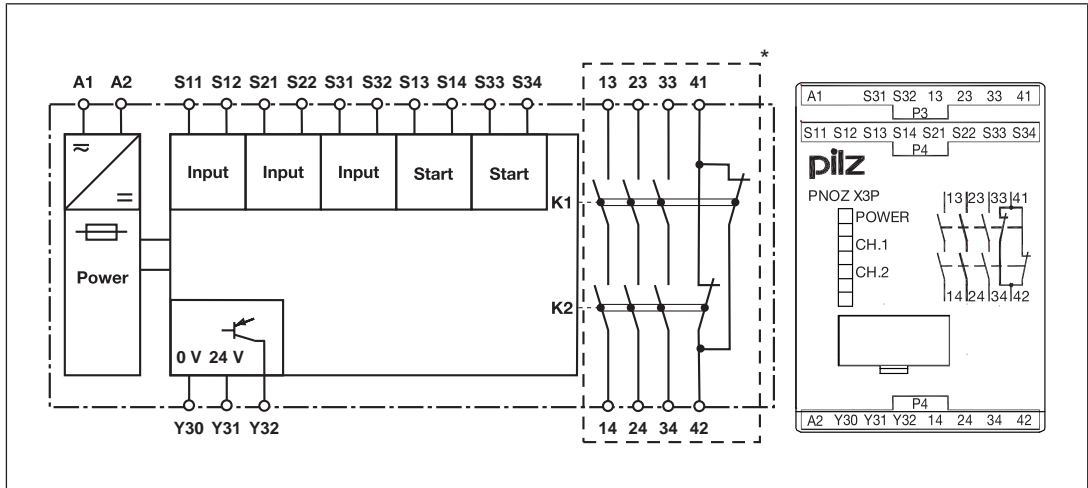 *
A1 A2 S11 S12 S21 S22 S31 S32 S13 S14 S33 S34 13 23 33 41
Input Input Input Start Start
K1
Power
K2
0 V 24 V
Y30 Y31 Y32 14 24 34 42
A1 S31 S32 13 23 33 41
P3
S11 S12 S13 S14 S21 S22 S33 S34
P4
pilz
PNOZ X3P
13 23 33 41
POWER
CH.1
CH.2
14 24 34 42
P4
A2 Y30 Y31 Y32 14 24 34 42